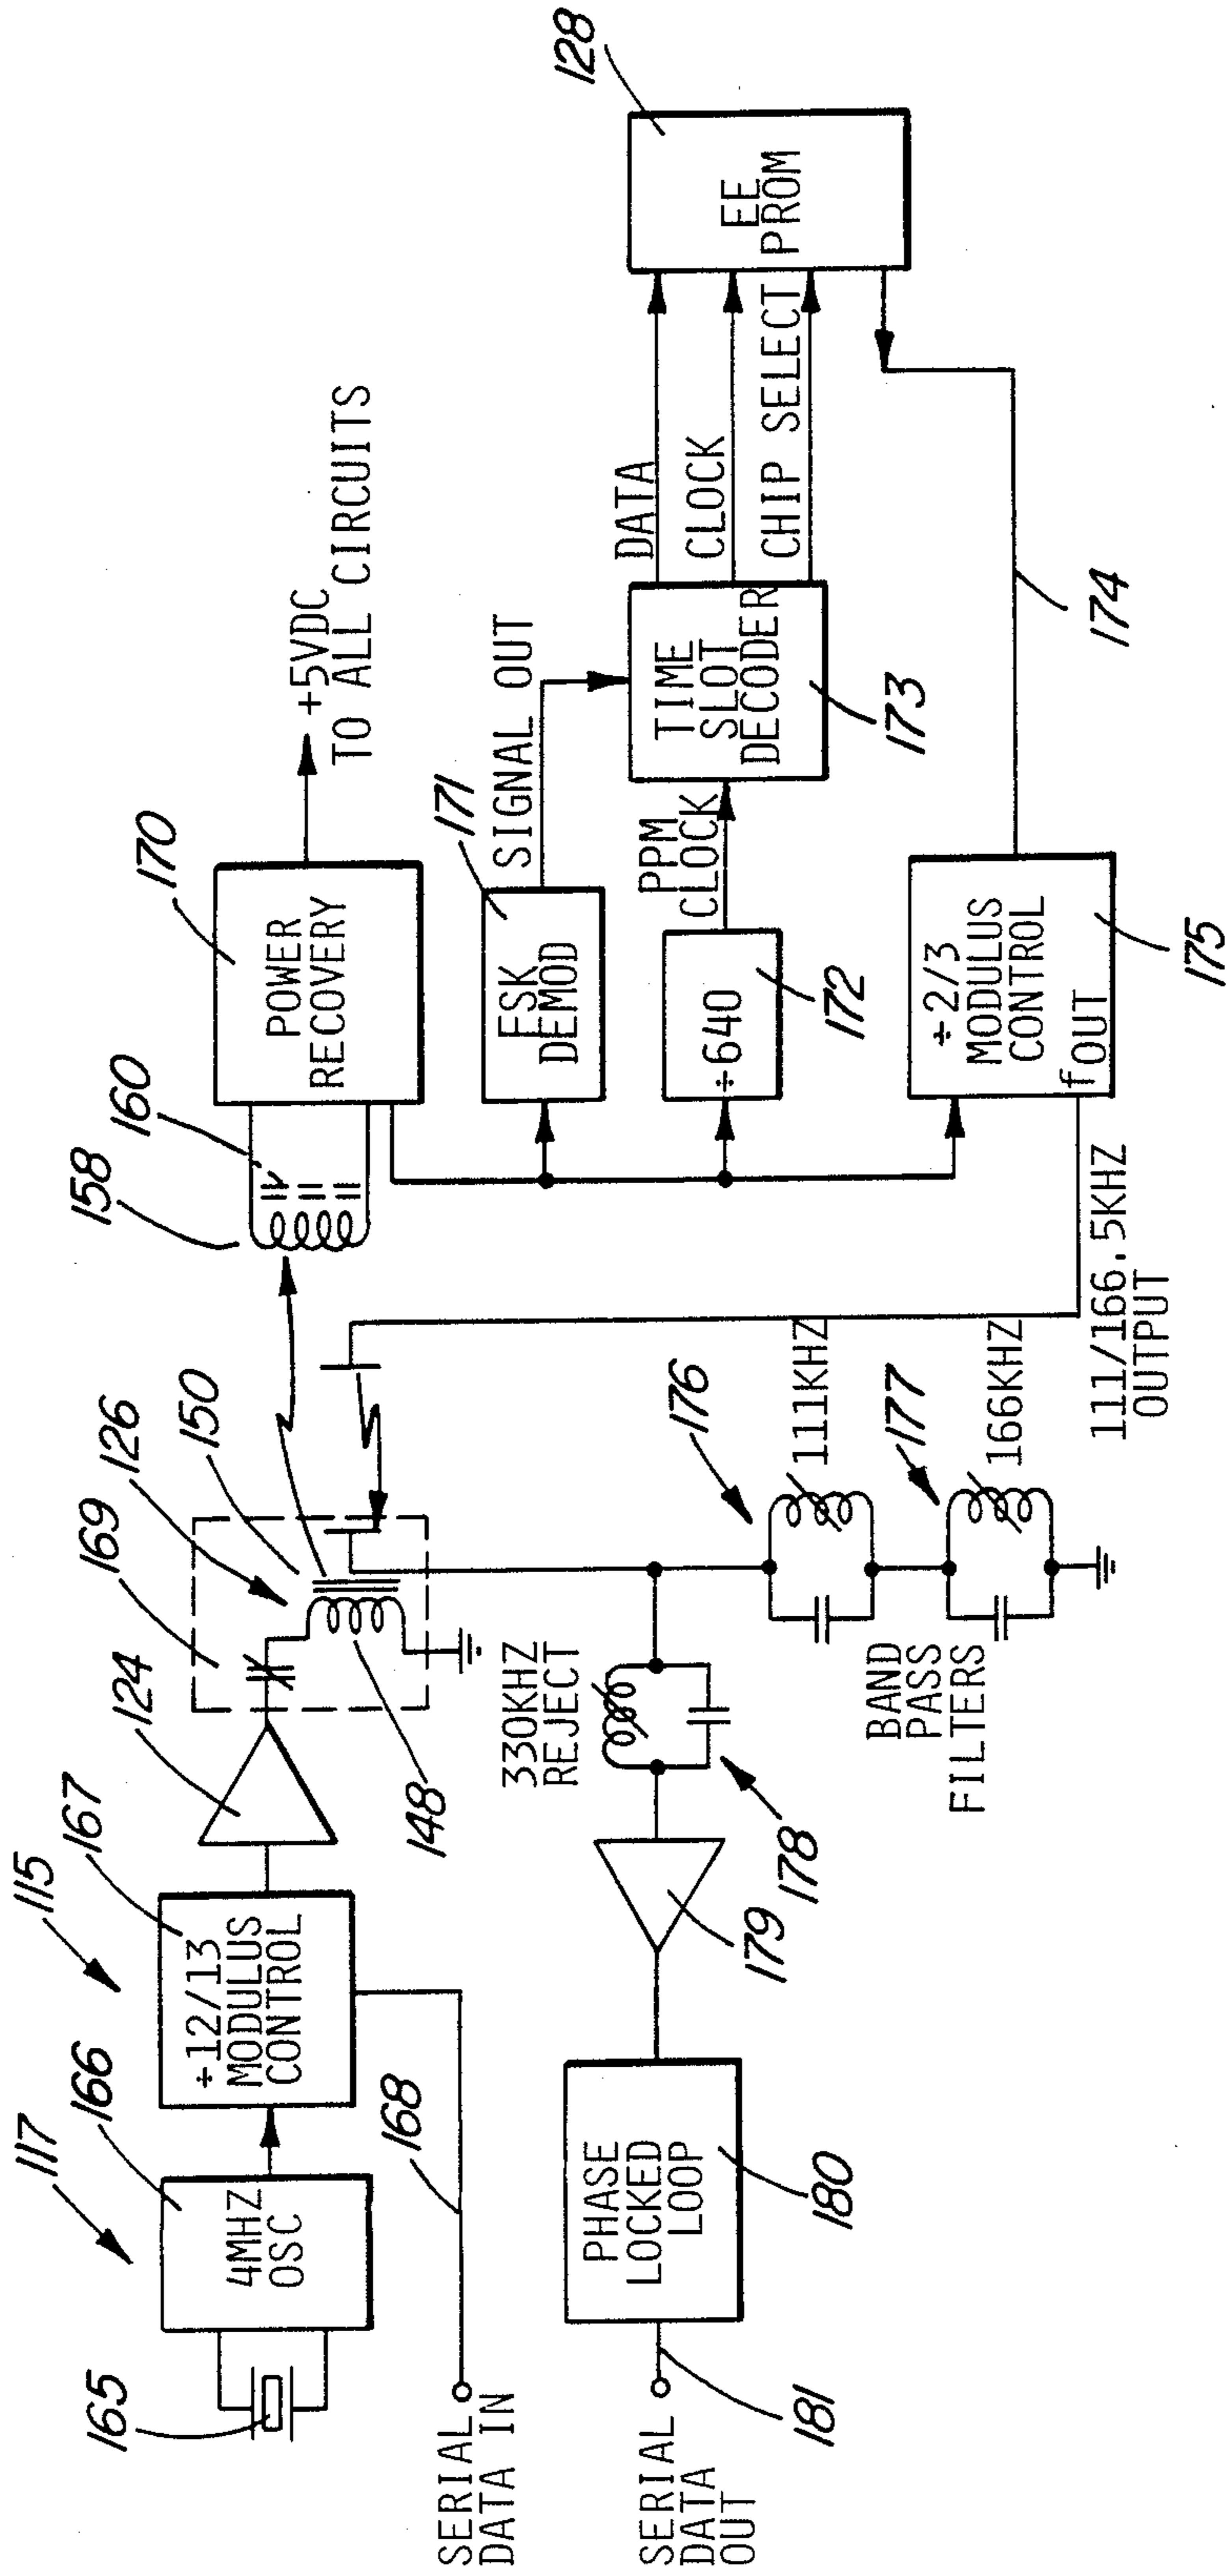 117
165
166
4MHZ
OSC
115
167
÷12/13
MODULUS
CONTROL
168
SERIAL
DATA IN
124
169
126
150
148
158
160
170
POWER
RECOVERY
+5VDC
TO ALL CIRCUITS
171
FSK
DEMOD
SIGNAL OUT
÷640
172
PPM
CLOCK
TIME
SLOT
DECODER
173
DATA
CLOCK
CHIP SELECT
128
EE
PROM
174
÷2/3
MODULUS
CONTROL
fOUT
175
111/166.5KHZ
OUTPUT
176
111KHZ
177
166KHZ
BAND
PASS
FILTERS
330KHZ
REJECT
178
179
PHASE
LOCKED
LOOP
180
181
SERIAL
DATA
OUT